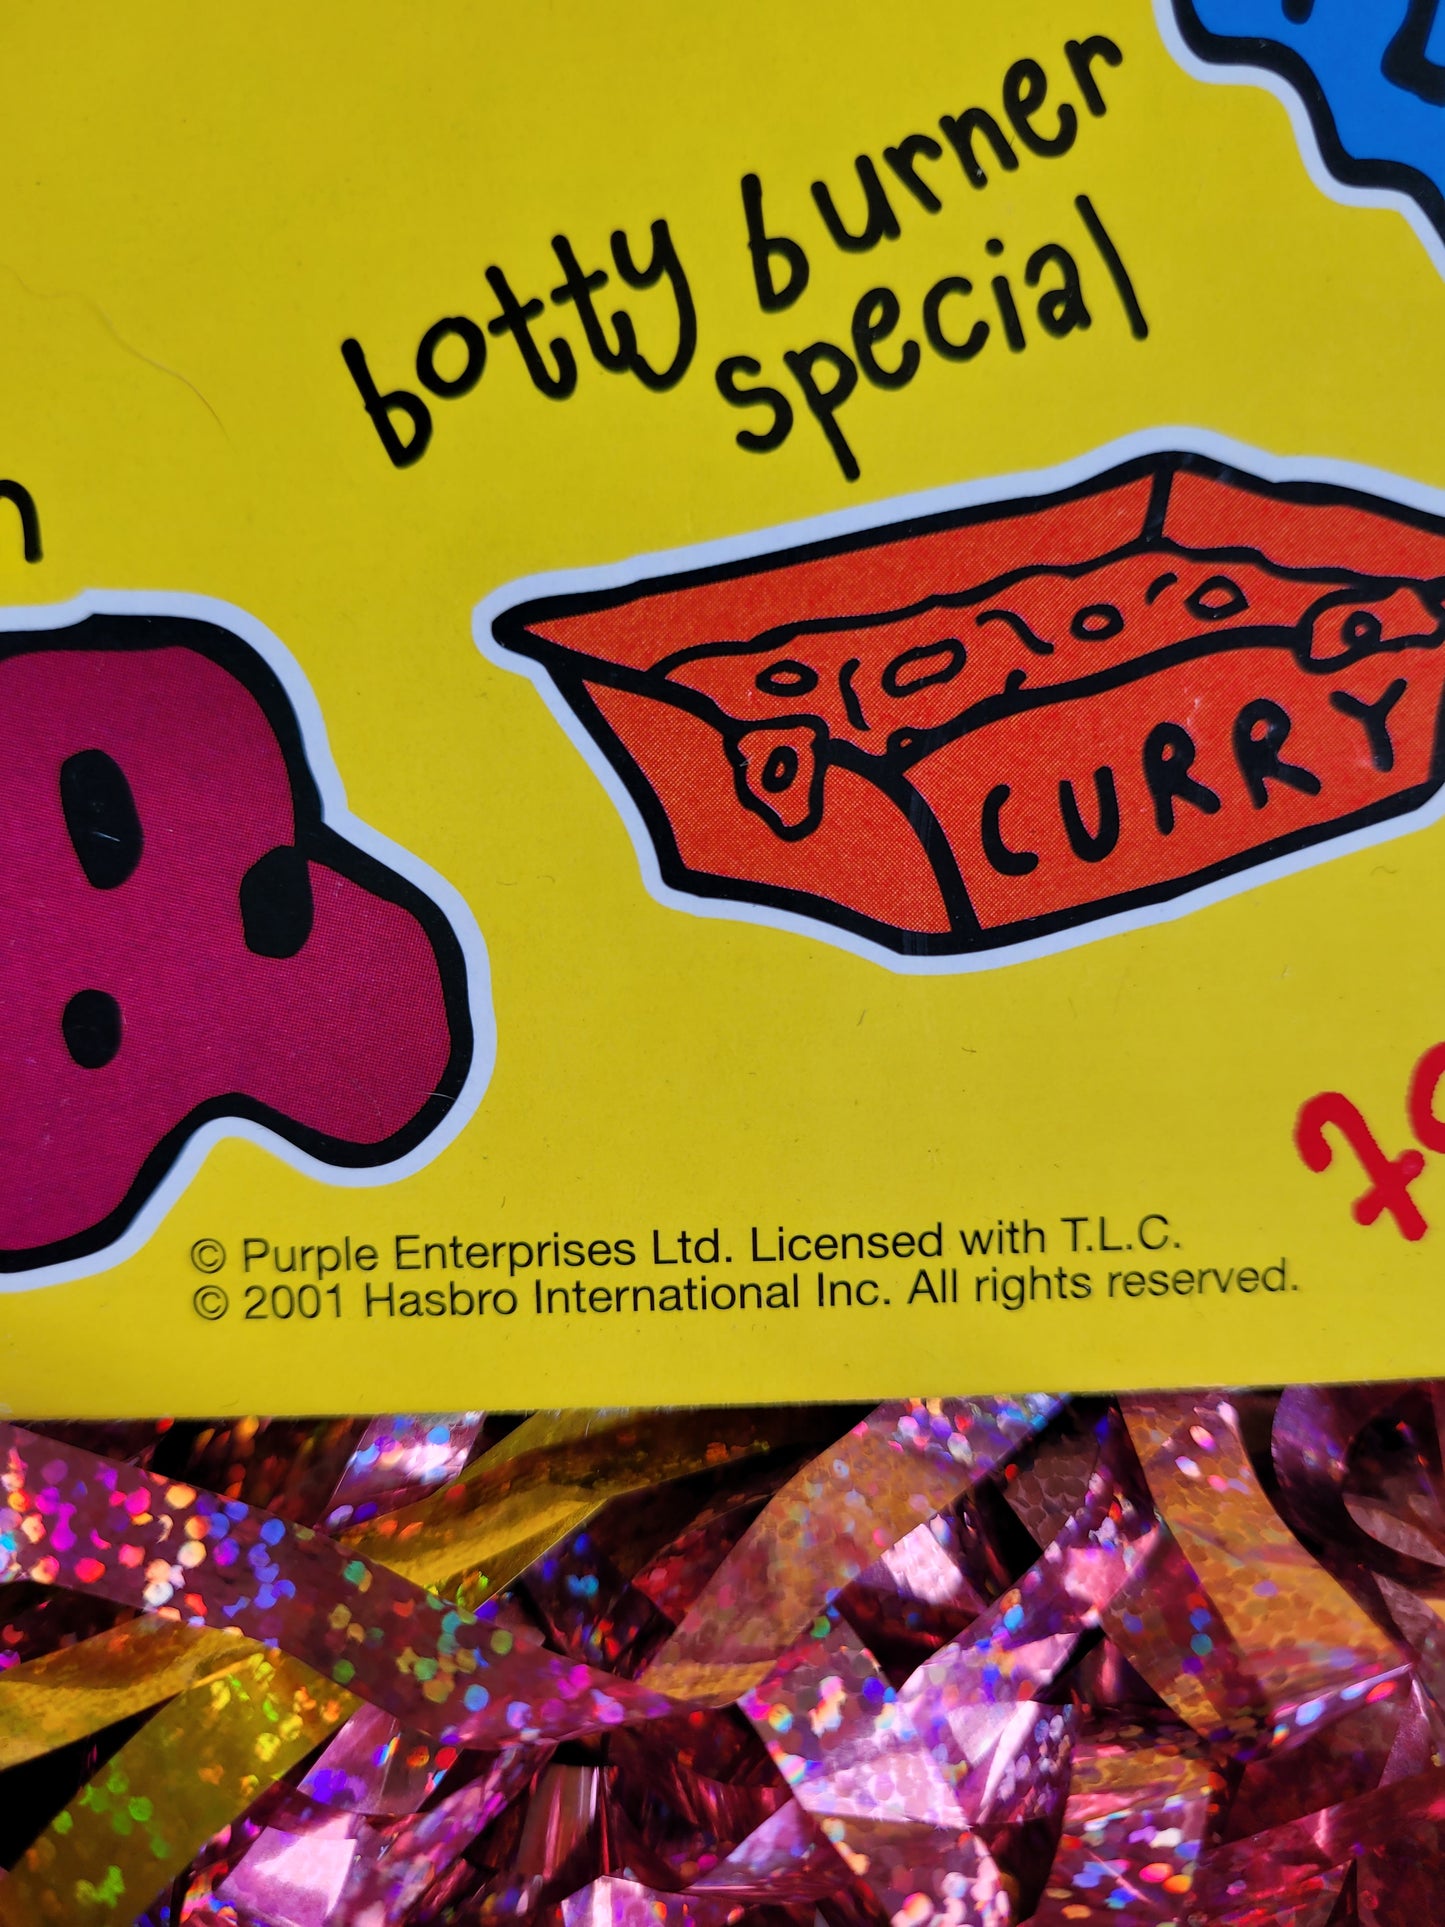 botty burner
special
CURRY
© Purple Enterprises Ltd. Licensed with T.L.C.
© 2001 Hasbro International Inc. All rights reserved.